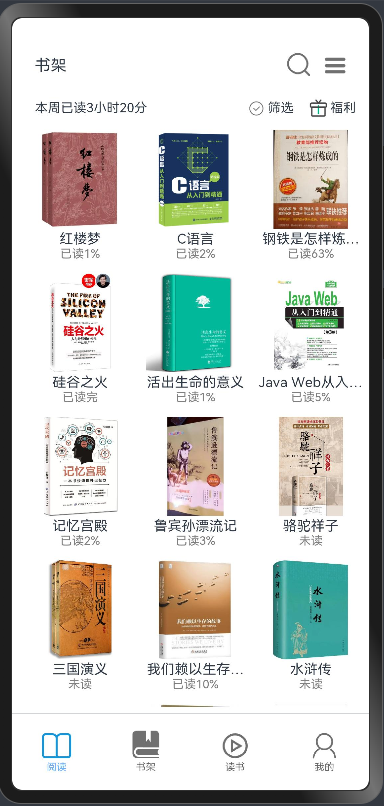 书架
本周已读3小时20分
筛选
福利
红楼梦
C语言
从入门到精通
钢铁是怎样炼成的
红楼梦
C语言
钢铁是怎样炼...
已读1%
已读2%
已读63%
THE FIRE OF
SILICON
VALLEY
硅谷之火
Java Web
从入门到精通
硅谷之火
活出生命的意义
Java Web从入...
已读完
已读1%
已读5%
记忆宫殿
鲁宾孙漂流记
骆驼祥子
记忆宫殿
鲁宾孙漂流记
骆驼祥子
已读2%
已读3%
未读
三国演义
我们赖以生存的故事
水浒传
三国演义
我们赖以生存...
水浒传
未读
已读10%
未读
阅读
书架
读书
我的